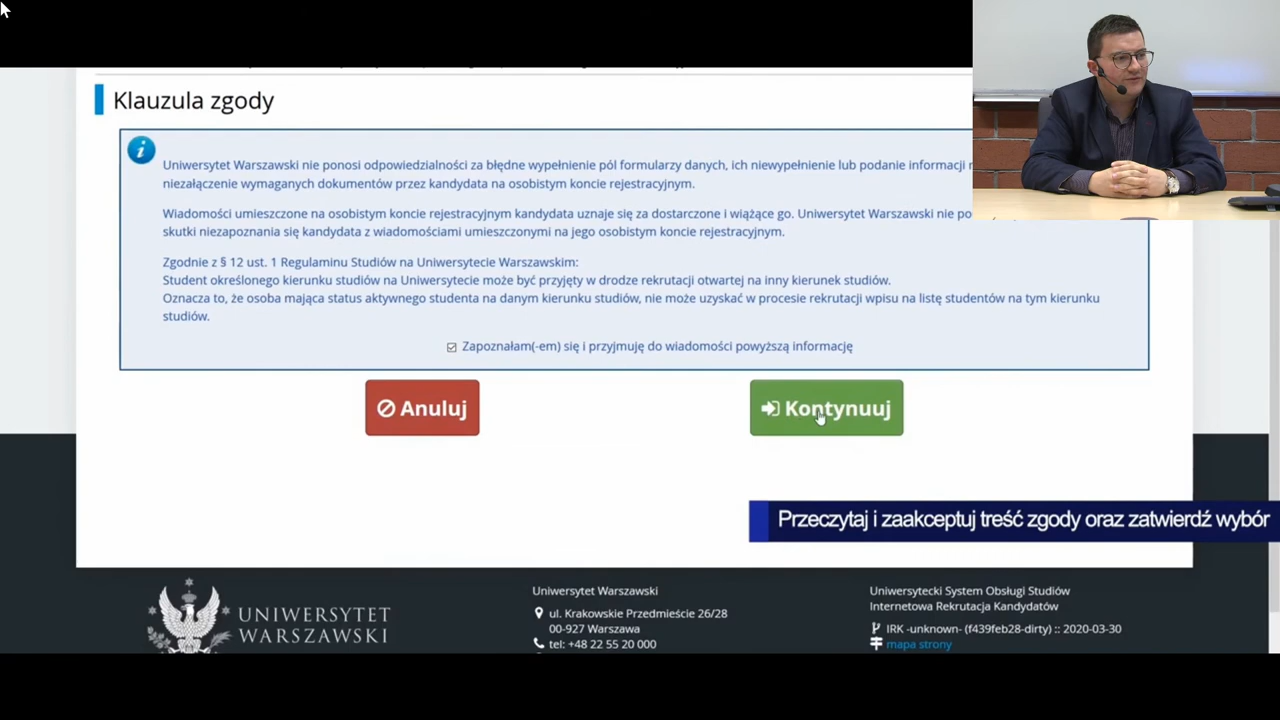 Klauzula zgody
Uniwersytet Warszawski nie ponosi odpowiedzialności za błędne wypełnienie pól formularzy danych, ich niewypełnienie lub podanie informacji
niezałączenie wymaganych dokumentów przez kandydata na osobistym koncie rejestracyjnym.
Wiadomości umieszczone na osobistym koncie rejestracyjnym kandydata uznaje się za dostarczone i wiążące go. Uniwersytet Warszawski nie
skutki niezapoznania się kandydata z wiadomościami umieszczonymi na jego osobistym koncie rejestracyjnym.
Zgodnie z § 12 ust. 1 Regulaminu Studiów na Uniwersytecie Warszawskim:
Student określonego kierunku studiów na Uniwersytecie może być przyjęty w drodze rekrutacji otwartej na inny kierunek studiów.
Oznacza to, że osoba mająca status aktywnego studenta na danym kierunku studiów, nie może uzyskać w procesie rekrutacji wpisu na listę studentów na tym kierunku
studiów.
Zapoznałam(-em) się i przyjmuję do wiadomości powyższą informację
Anuluj
Kontynuuj
Przeczytaj i zaakceptuj treść zgody oraz zatwierdź wybór
UNIWERSYTET
WARSZAWSKI
Uniwersytet Warszawski
ul. Krakowskie Przedmieście 26/28
00-927 Warszawa
tel: +48 22 55 20 000
Uniwersytecki System Obsługi Studiów
Internetowa Rekrutacja Kandydatów
IRK -unknown- (f439feb28-dirty) :: 2020-03-30
mapa strony